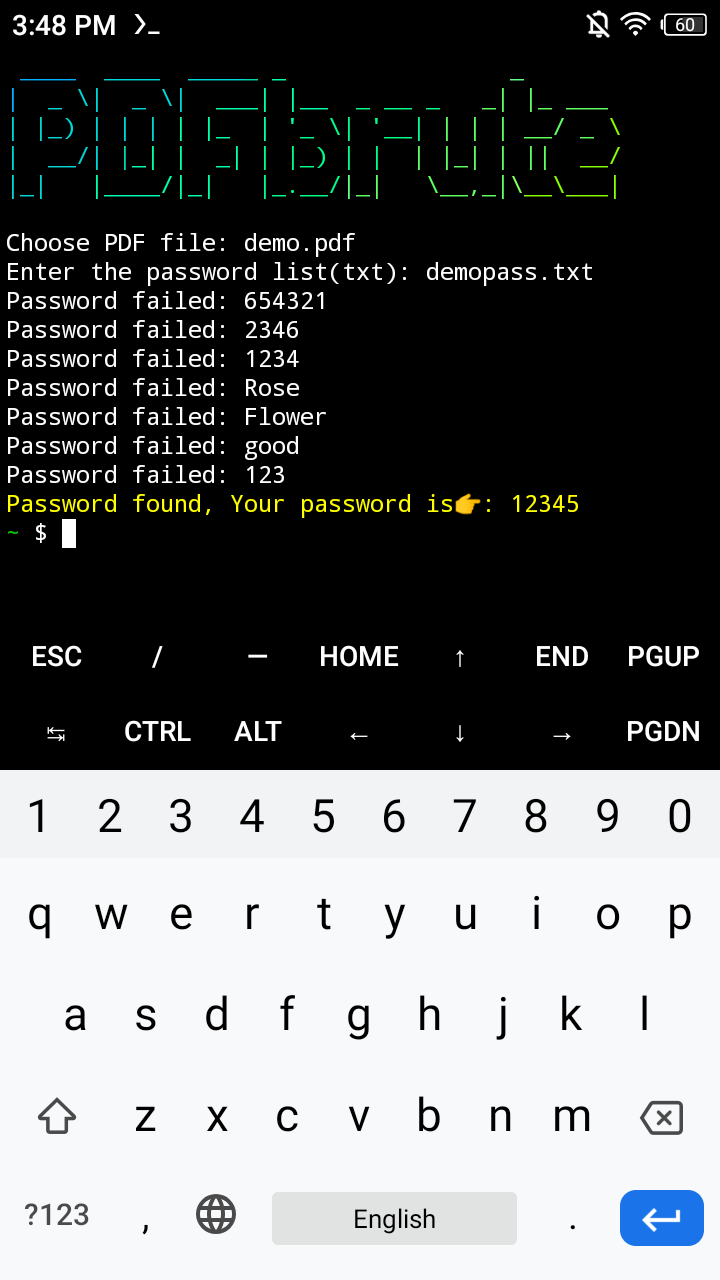 3:48 PM 60
PDFbrute
Choose PDF file: demo.pdf
Enter the password list(txt): demopass.txt
Password failed: 654321
Password failed: 2346
Password failed: 1234
Password failed: Rose
Password failed: Flower
Password failed: good
Password failed: 123
Password found, Your password is👉: 12345
~ $
ESC / — HOME ↑ END PGUP
↹ CTRL ALT ← ↓ → PGDN
1 2 3 4 5 6 7 8 9 0
q w e r t y u i o p
a s d f g h j k l
z x c v b n m
?123 , English .